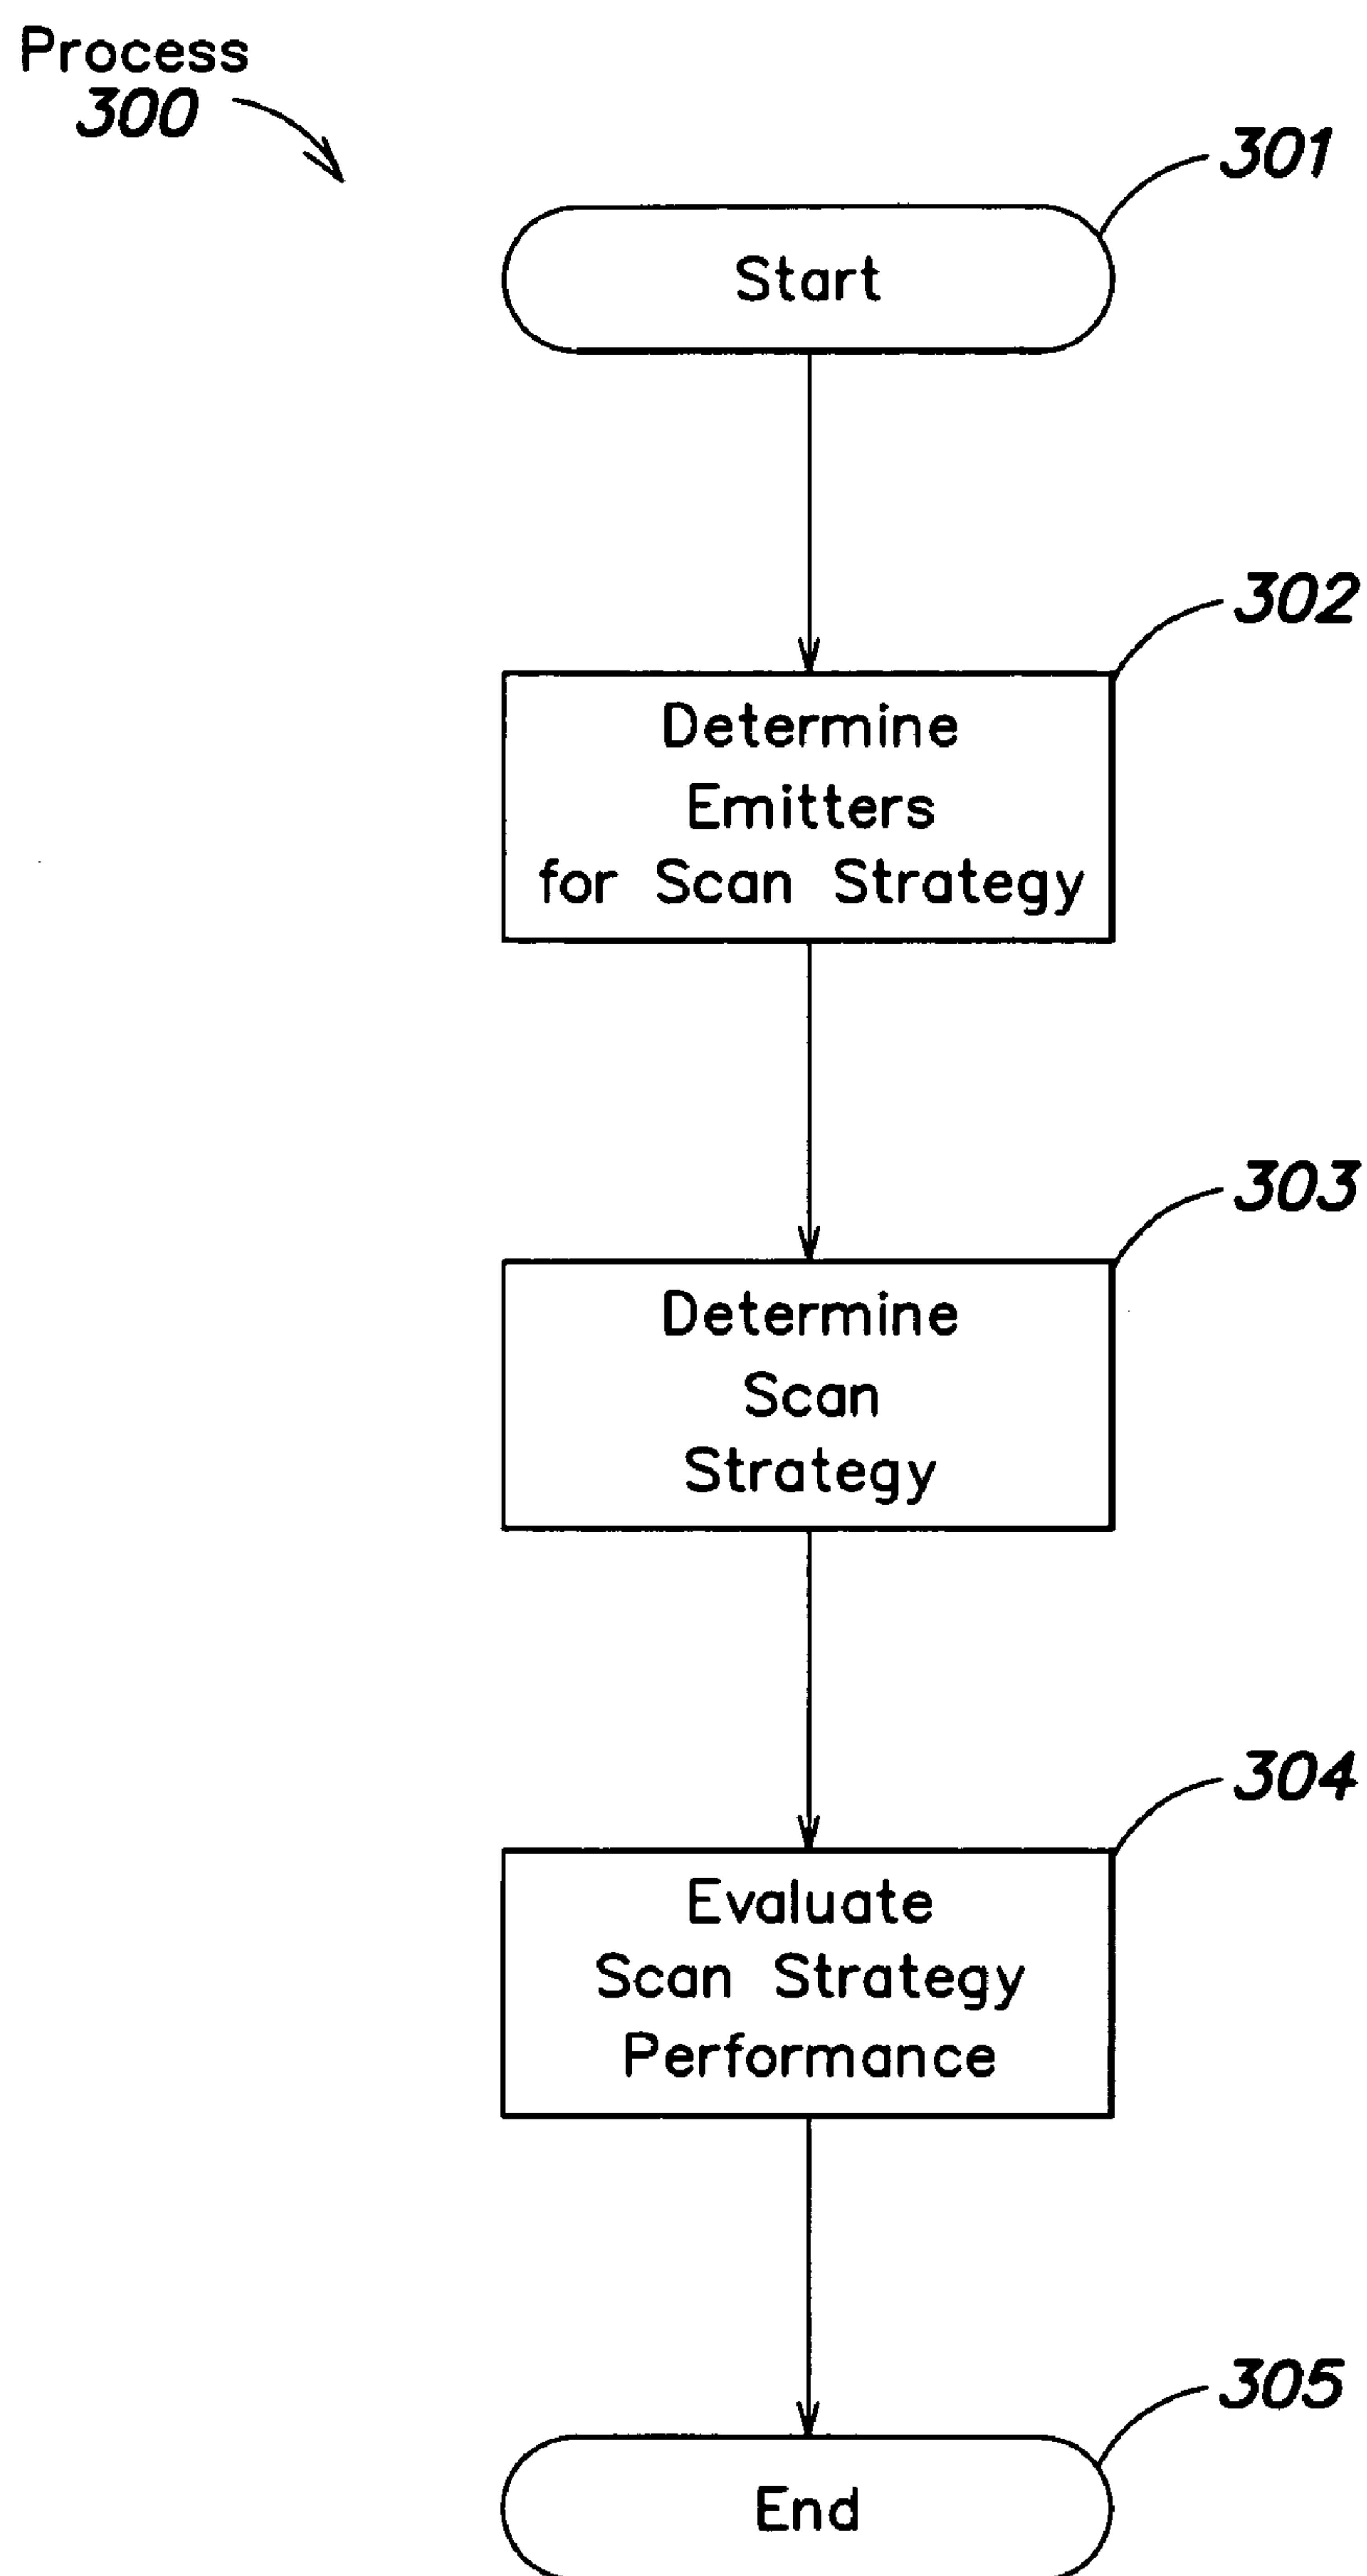 Process
300
301
Start
302
Determine
Emitters
for Scan Strategy
303
Determine
Scan
Strategy
304
Evaluate
Scan Strategy
Performance
305
End